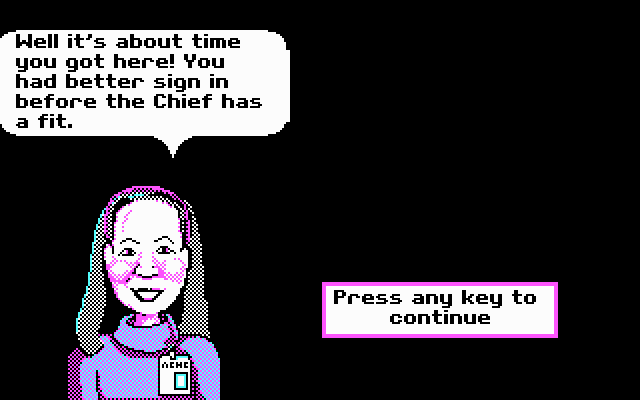 Well it's about time
you got here! You
had better sign in
before the Chief has
a fit.
ACME
Press any key to
continue